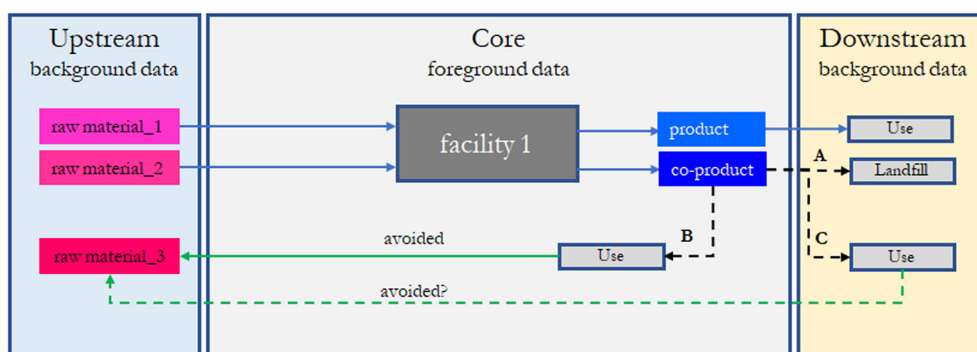 Upstream
background data
Core
foreground data
Downstream
background data
raw material_1
raw material_2
facility 1
product
co-product
Use
A
Landfill
raw material_3
avoided
Use
B
C
Use
avoided?